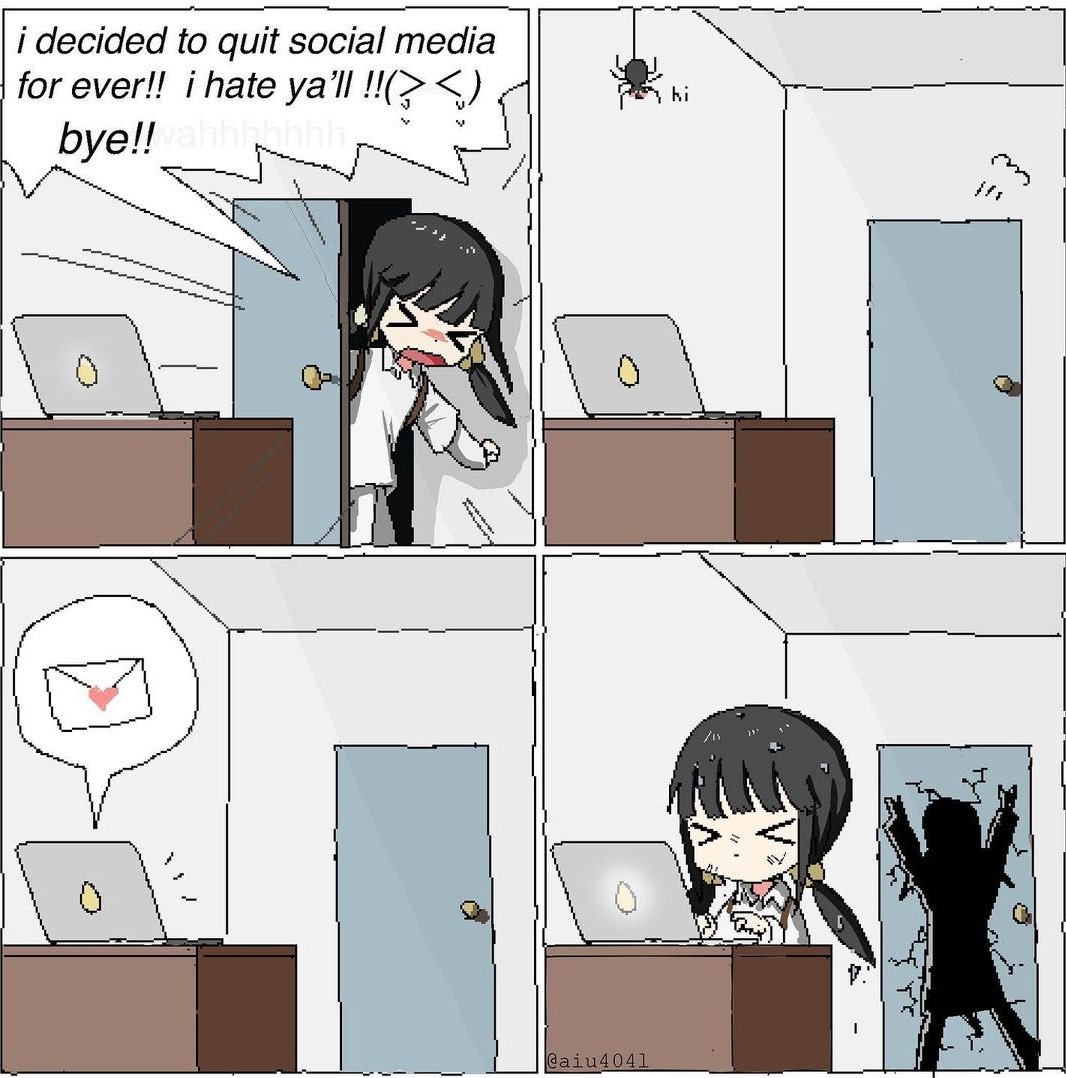 i decided to quit social media
for ever!! i hate ya'll !!(><)
bye!! wahhhhhhh
hi
@aiu4041